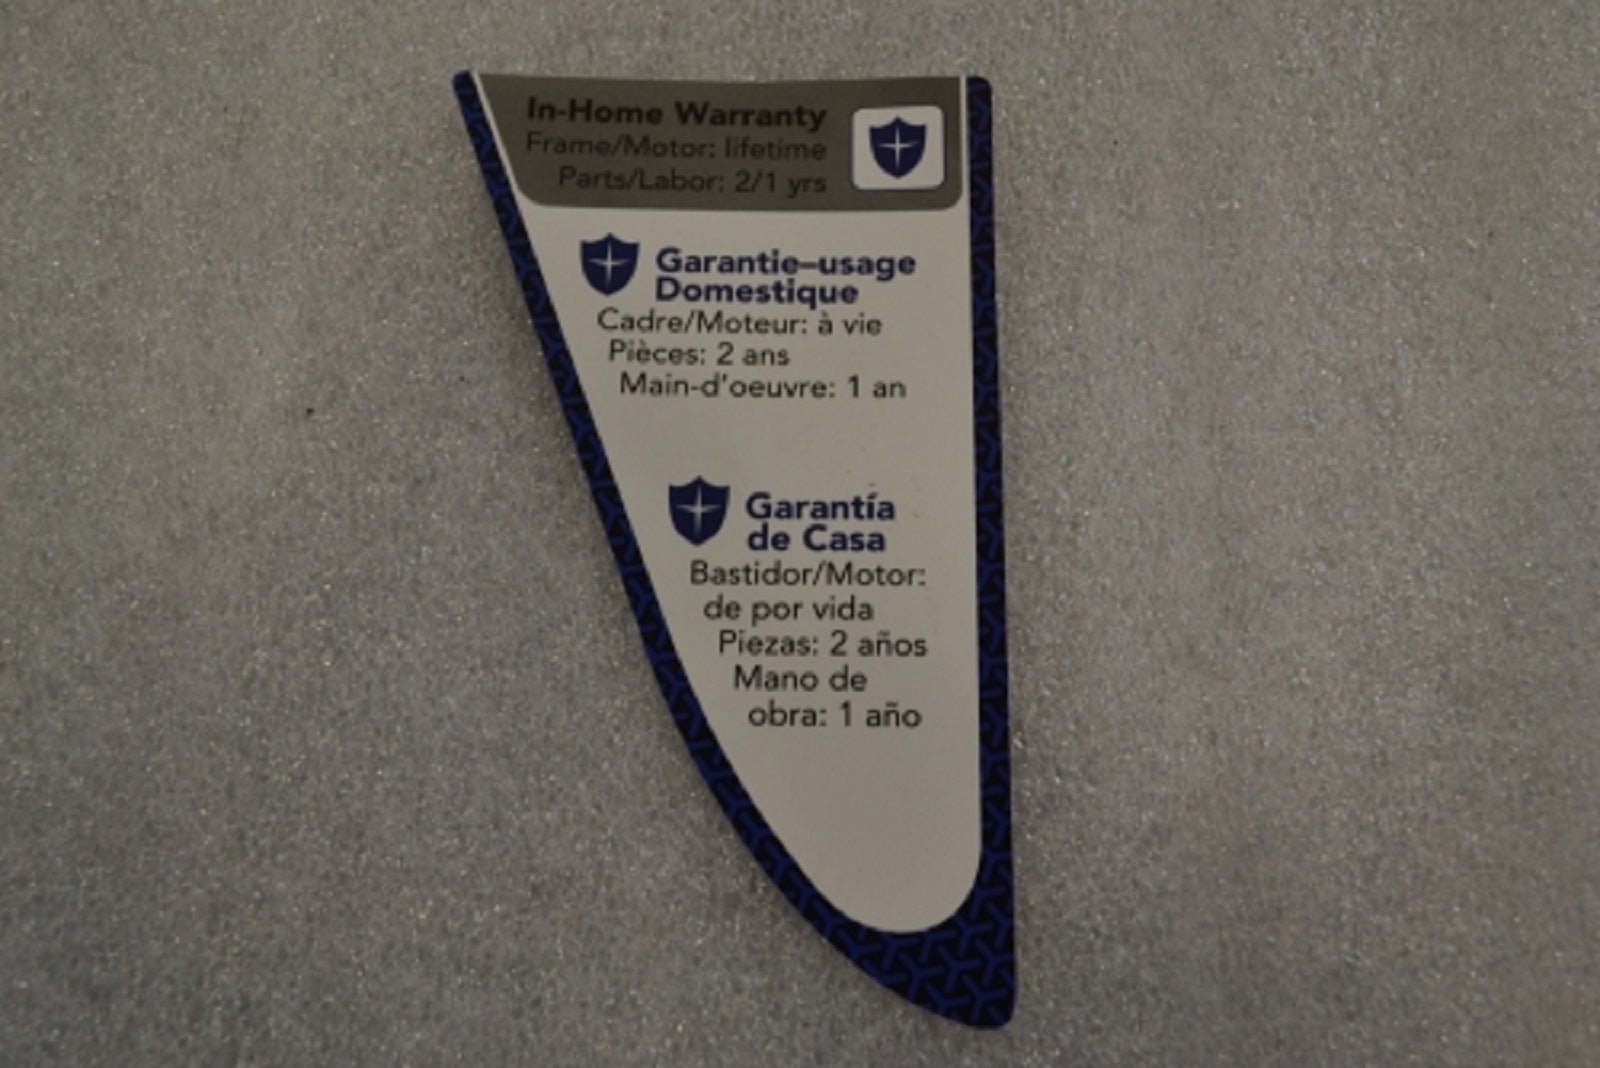 In-Home Warranty
Frame/Motor: lifetime
Parts/Labor: 2/1 yrs
Garantie–usage
Domestique
Cadre/Moteur: à vie
Pièces: 2 ans
Main-d'oeuvre: 1 an
Garantía
de Casa
Bastidor/Motor:
de por vida
Piezas: 2 años
Mano de
obra: 1 año